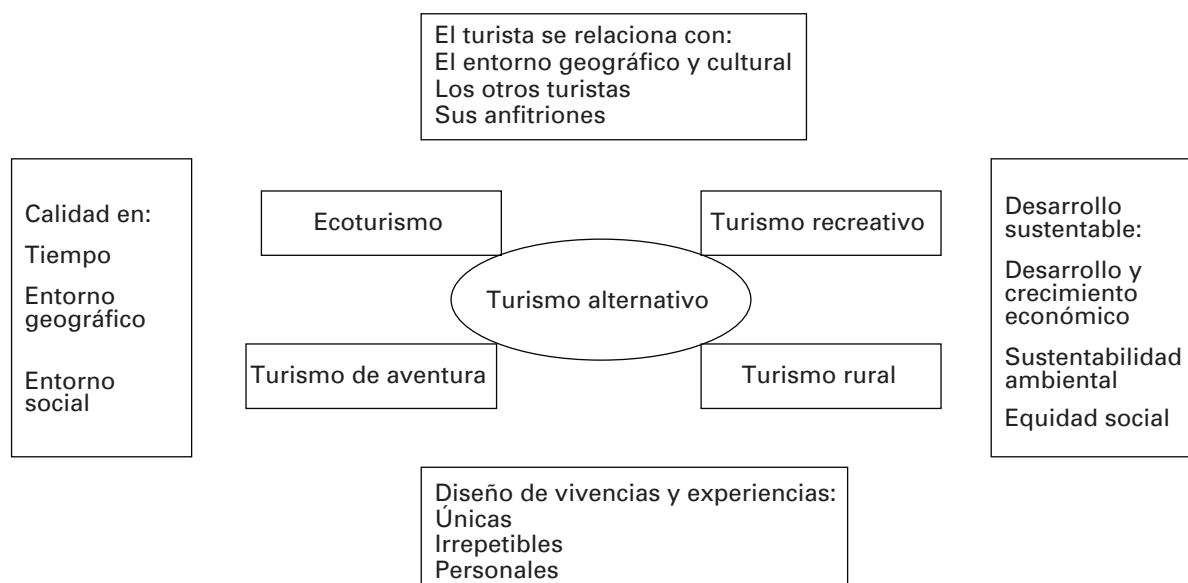 El turista se relaciona con:
El entorno geográfico y cultural
Los otros turistas
Sus anfitriones
Calidad en:
Tiempo
Entorno
geográfico
Entorno
social
Ecoturismo
Turismo recreativo
Turismo alternativo
Turismo de aventura
Turismo rural
Desarrollo
sustentable:
Desarrollo y
crecimiento
económico
Sustentabilidad
ambiental
Equidad social
Diseño de vivencias y experiencias:
Únicas
Irrepetibles
Personales